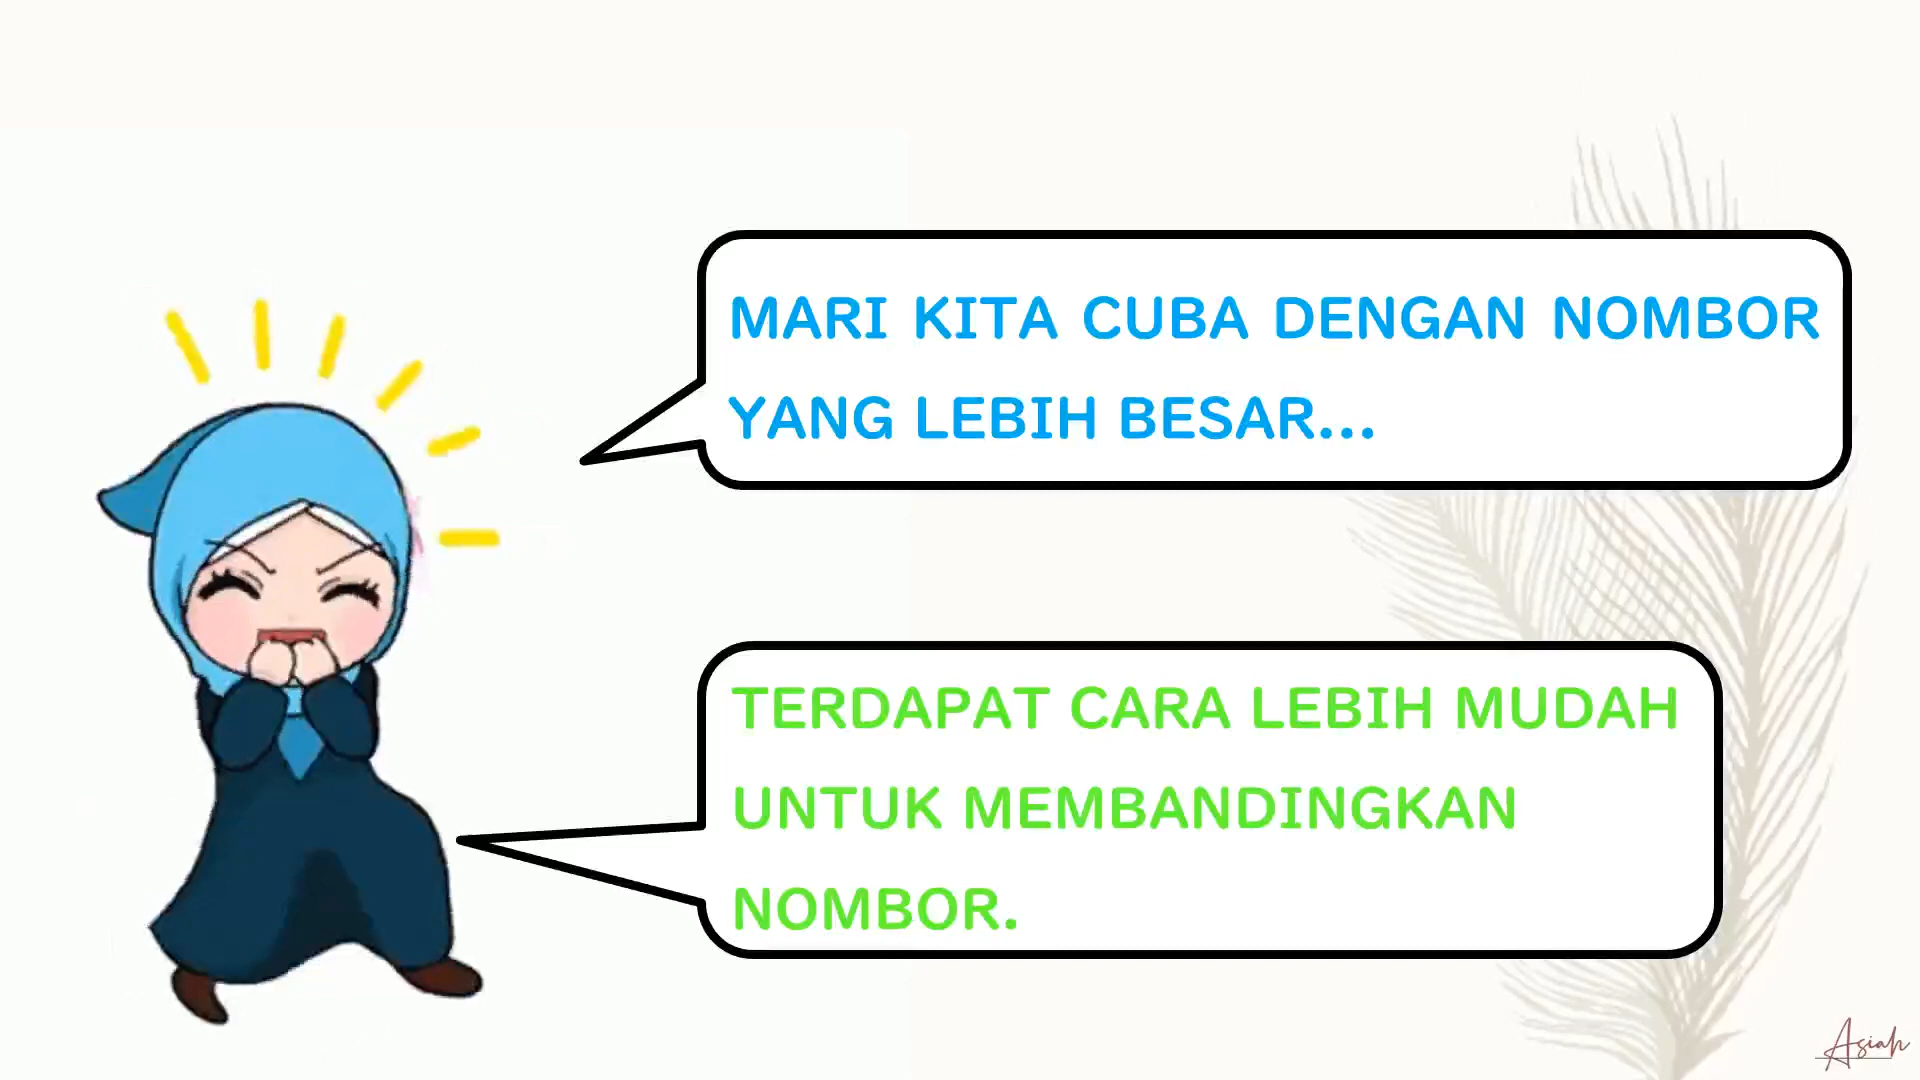 MARI KITA CUBA DENGAN NOMBOR
YANG LEBIH BESAR...
TERDAPAT CARA LEBIH MUDAH
UNTUK MEMBANDINGKAN
NOMBOR.
Asiah